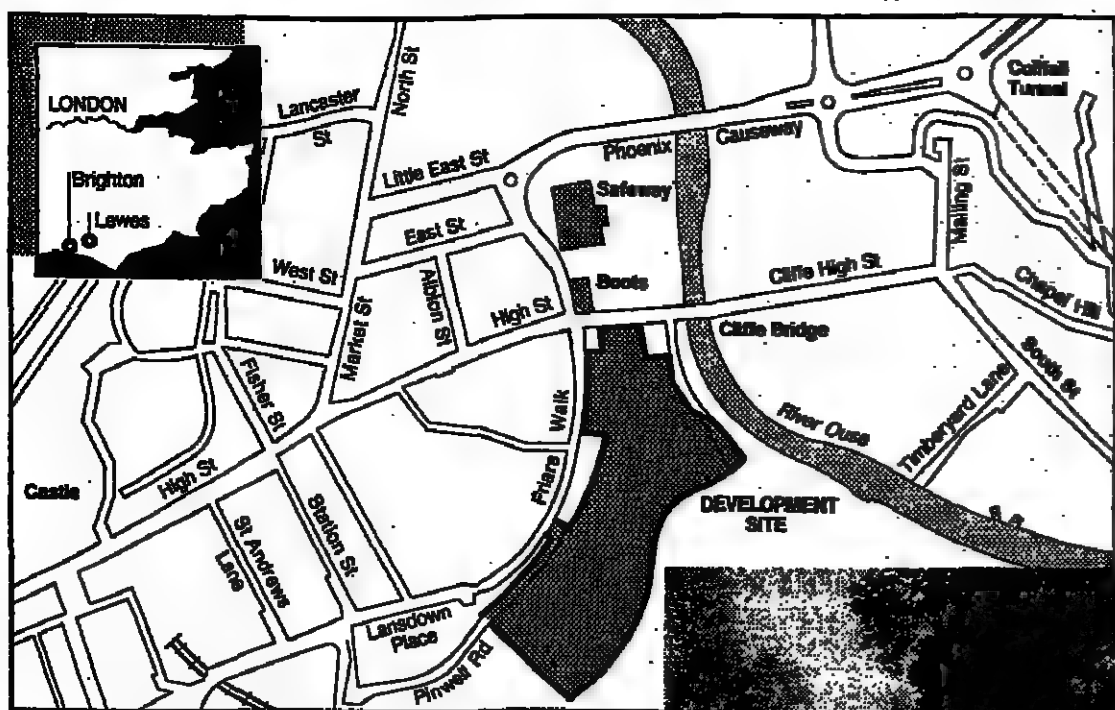 LONDON
Brighton
Lewes
Lancaster
St
North St
Little East St
Phoenix
Causeway
Cuilfail
Tunnel
Safeway
East St
Malling St
West St
Albion St
Boots
Cliffe High St
Market St
High St
Chapel Hill
Cliffe Bridge
South St
Fisher St
Walk
River Ouse
Timberyard Lane
Castle
High St
Friars
DEVELOPMENT
SITE
Station St
St Andrews
Lane
Lansdown
Place
Pinwell Rd